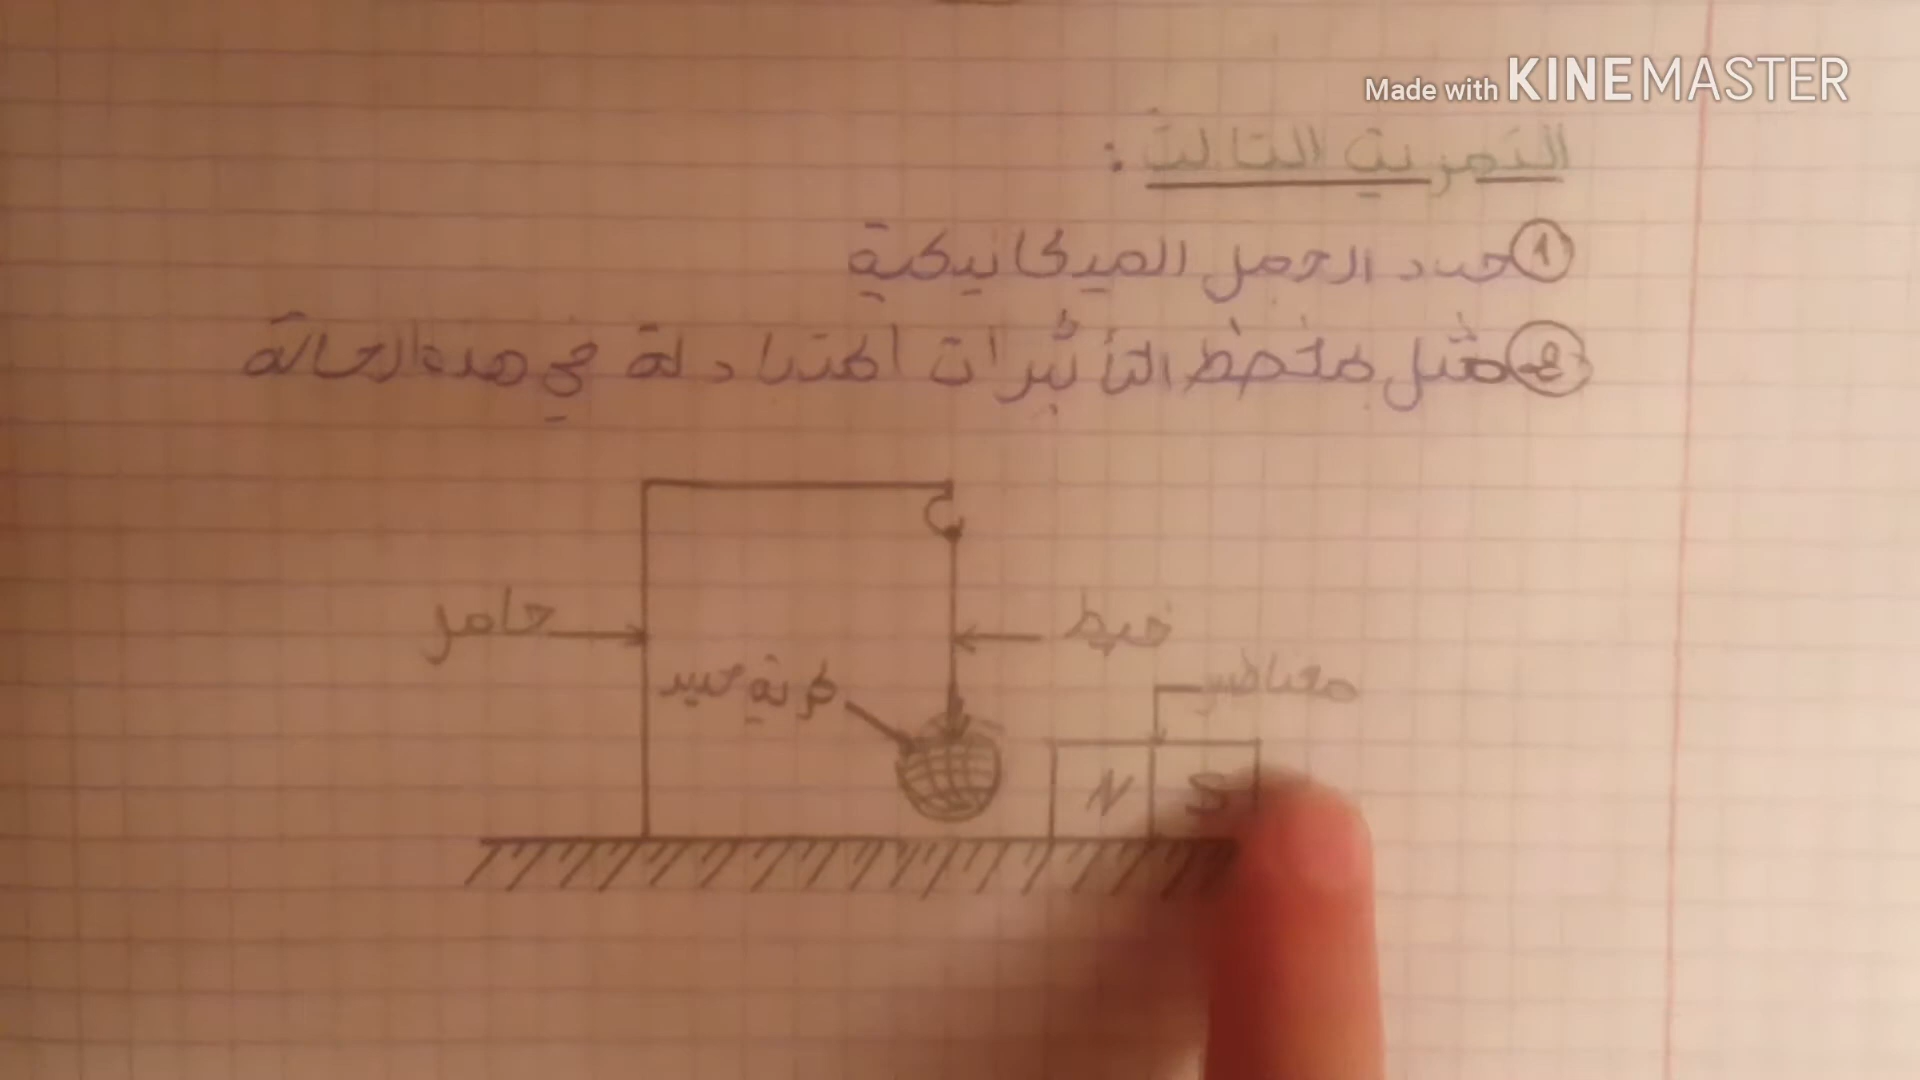 Made with KINEMASTER
التمرين الثالث :
1 حدد الجمل الميكانيكية
2 مثل مخطط التأثيرات المتبادلة في هذه الحالة
حامل
خيط
كرية حديد
مغناطيس
N S